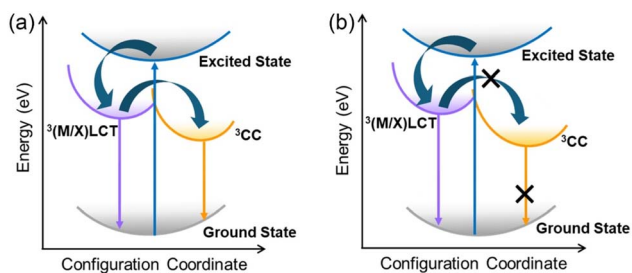 (a)
Energy (eV)
Excited State
³(M/X)LCT
³CC
Ground State
Configuration Coordinate
(b)
Energy (eV)
Excited State
³(M/X)LCT
³CC
Ground State
Configuration Coordinate